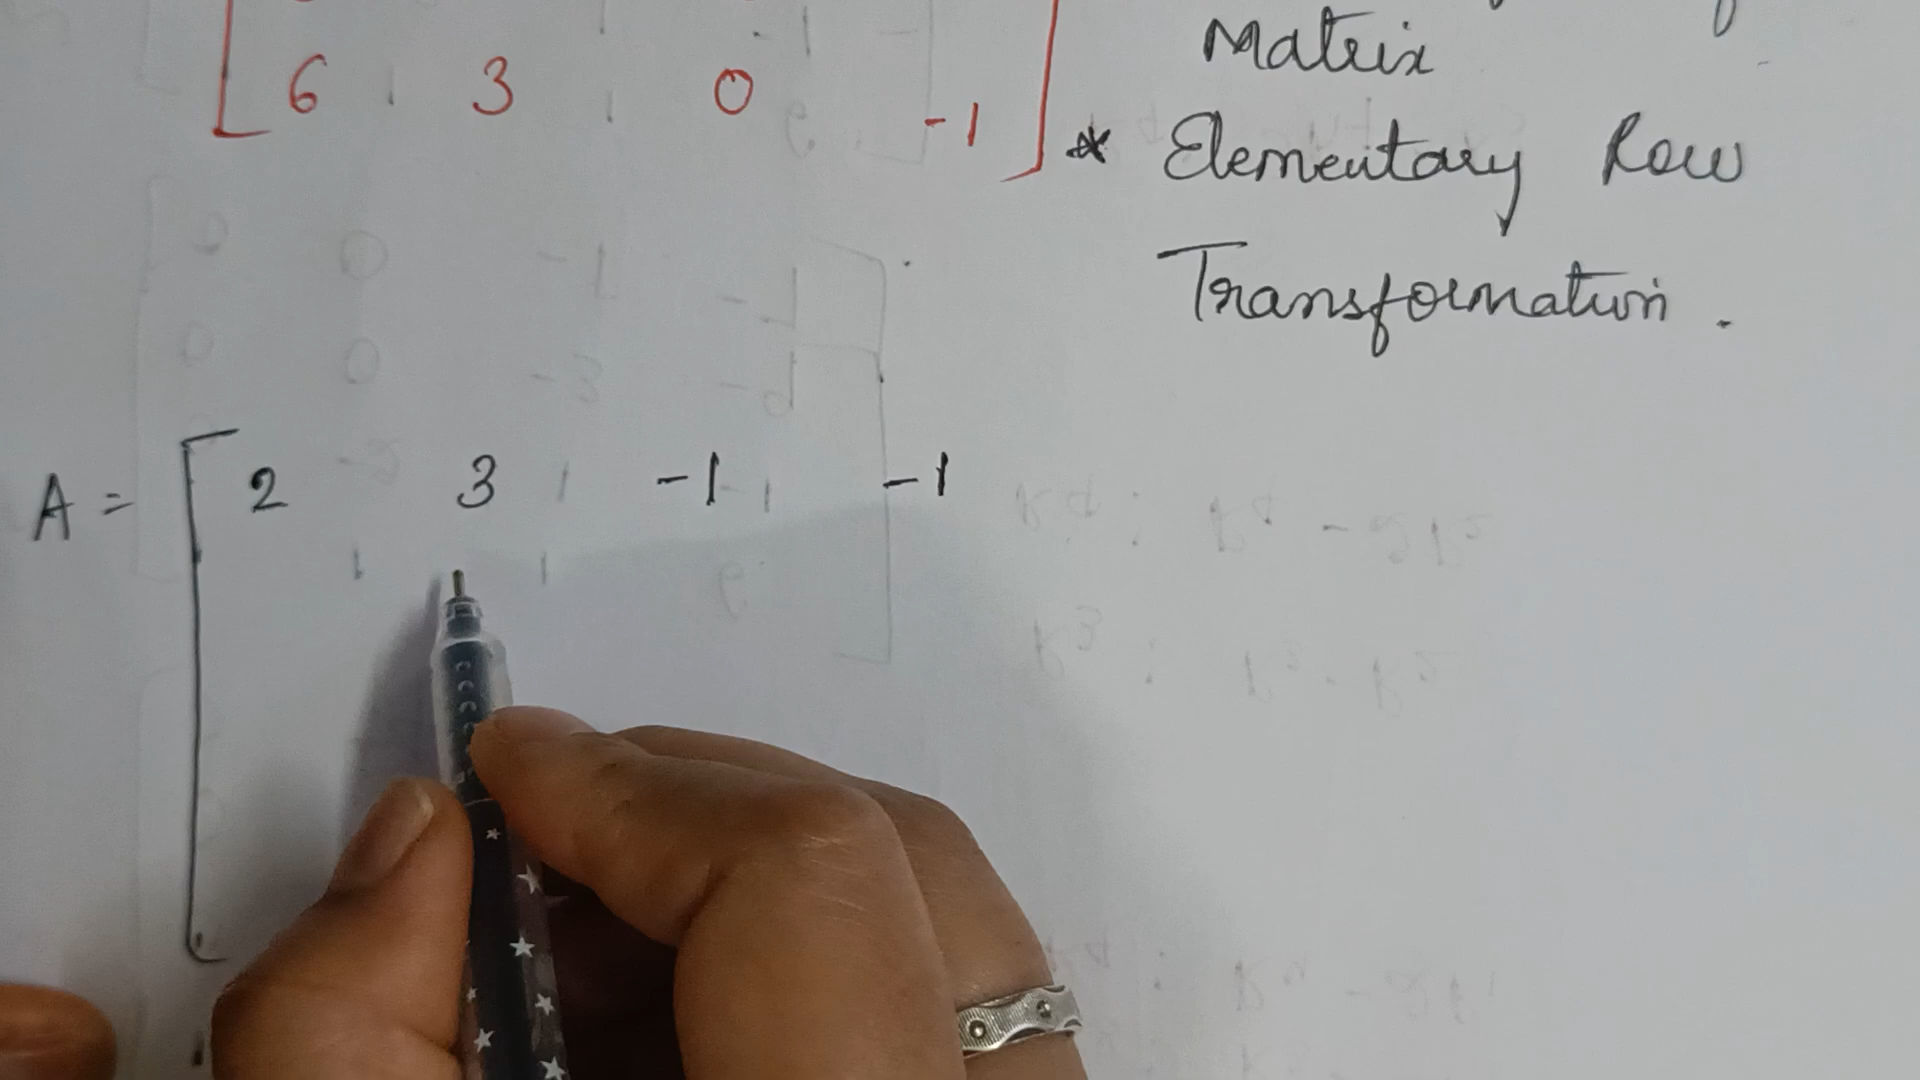 6 3 0 -1
Matrix
* Elementary Row
Transformation.
A = [ 2 3 -1 -1